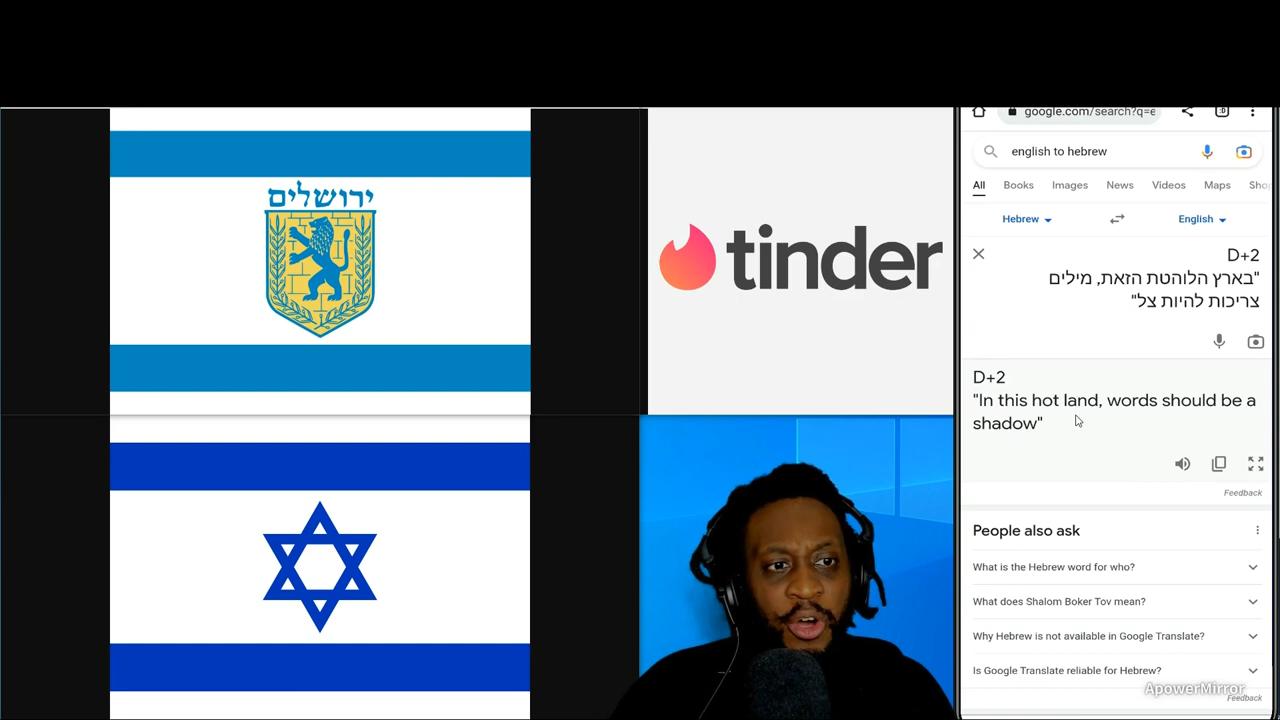 ירושלים
tinder
google.com/search?q=e
:D
english to hebrew
All Books Images News Videos Maps Sho
Hebrew English
D+2
"בארץ הלוהטת הזאת, מילים
צריכות להיות צל"
D+2
"In this hot land, words should be a
shadow"
Feedback
People also ask
What is the Hebrew word for who?
What does Shalom Boker Tov mean?
Why Hebrew is not available in Google Translate?
Is Google Translate reliable for Hebrew?
ApowerMirror
Feedback